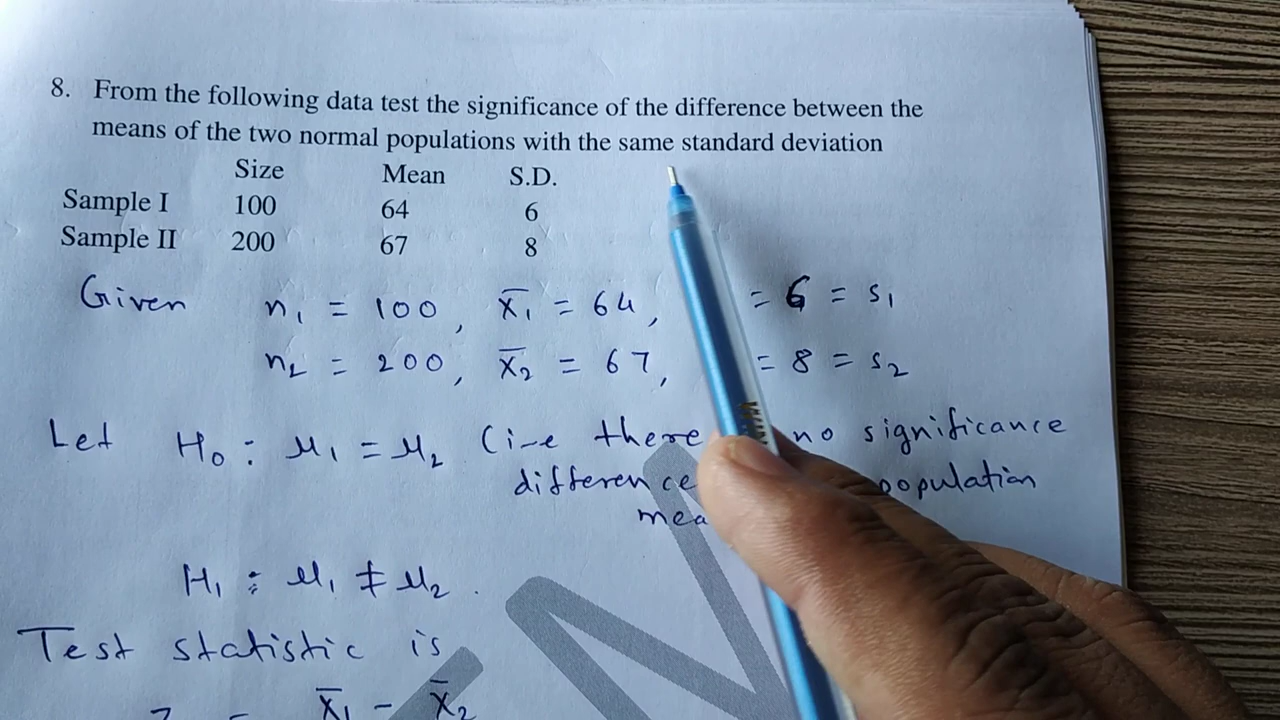 8. From the following data test the significance of the difference between the
means of the two normal populations with the same standard deviation
Size Mean S.D.
Sample I 100 64 6
Sample II 200 67 8
Given n₁ = 100, x̄₁ = 64, = 6 = s₁
n₂ = 200, x̄₂ = 67, = 8 = s₂
Let H₀ : μ₁ = μ₂ (i-e there no significance
difference population
H₁ : μ₁ ≠ μ₂ .
Test statistic is
x̄₁ - x̄₂